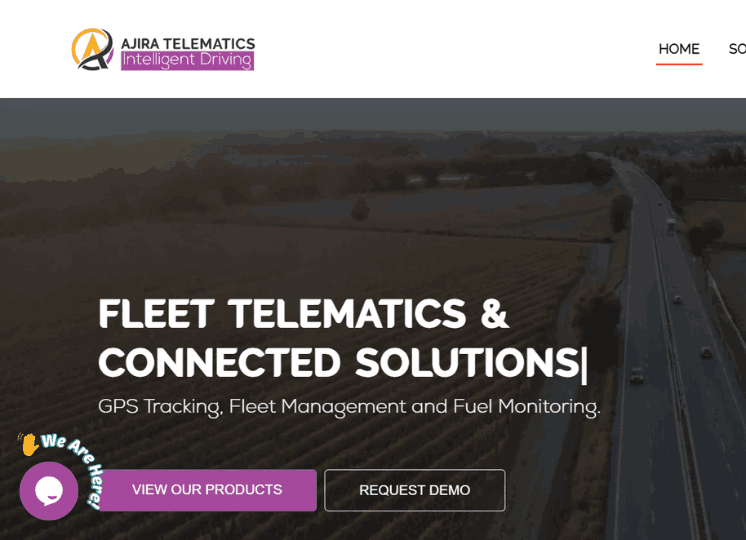 AJIRA TELEMATICS
Intelligent Driving
HOME
SO
FLEET TELEMATICS &
CONNECTED SOLUTIONS|
GPS Tracking, Fleet Management and Fuel Monitoring.
We Are Here!
VIEW OUR PRODUCTS
REQUEST DEMO